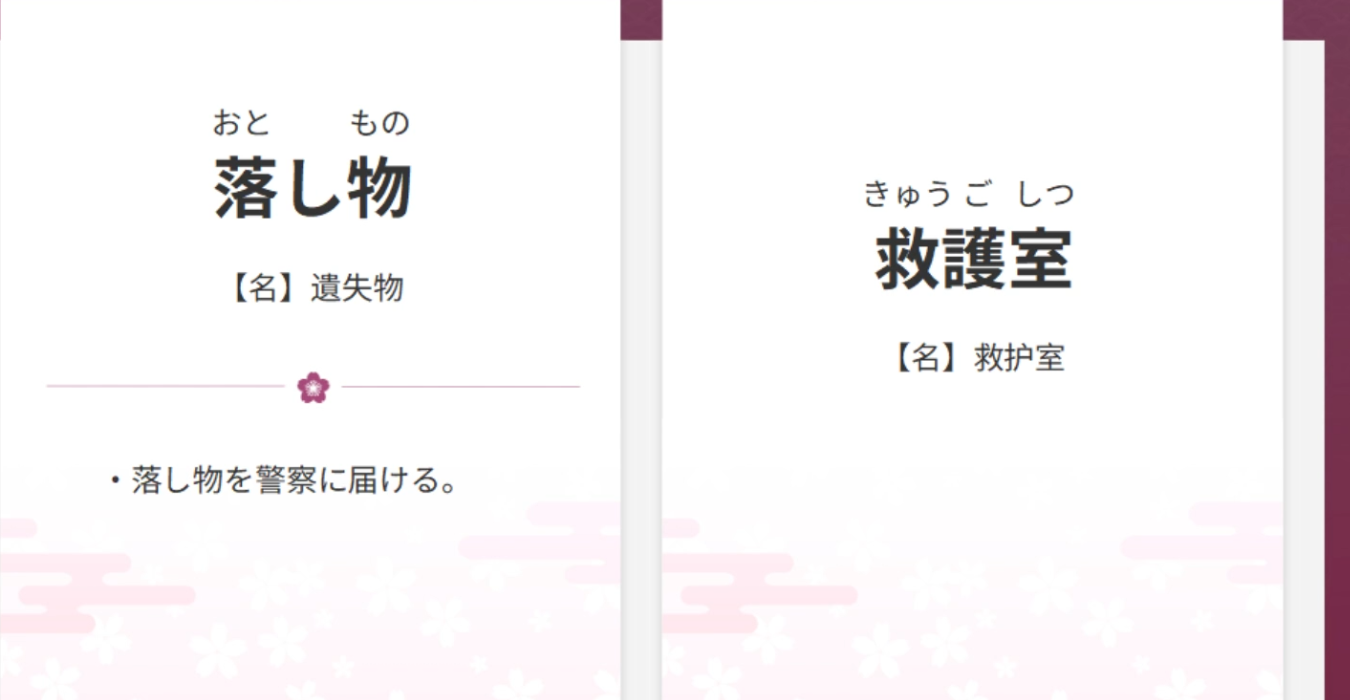 おと もの
落し物
【名】遺失物
・落し物を警察に届ける。
きゅう ご しつ
救護室
【名】救护室